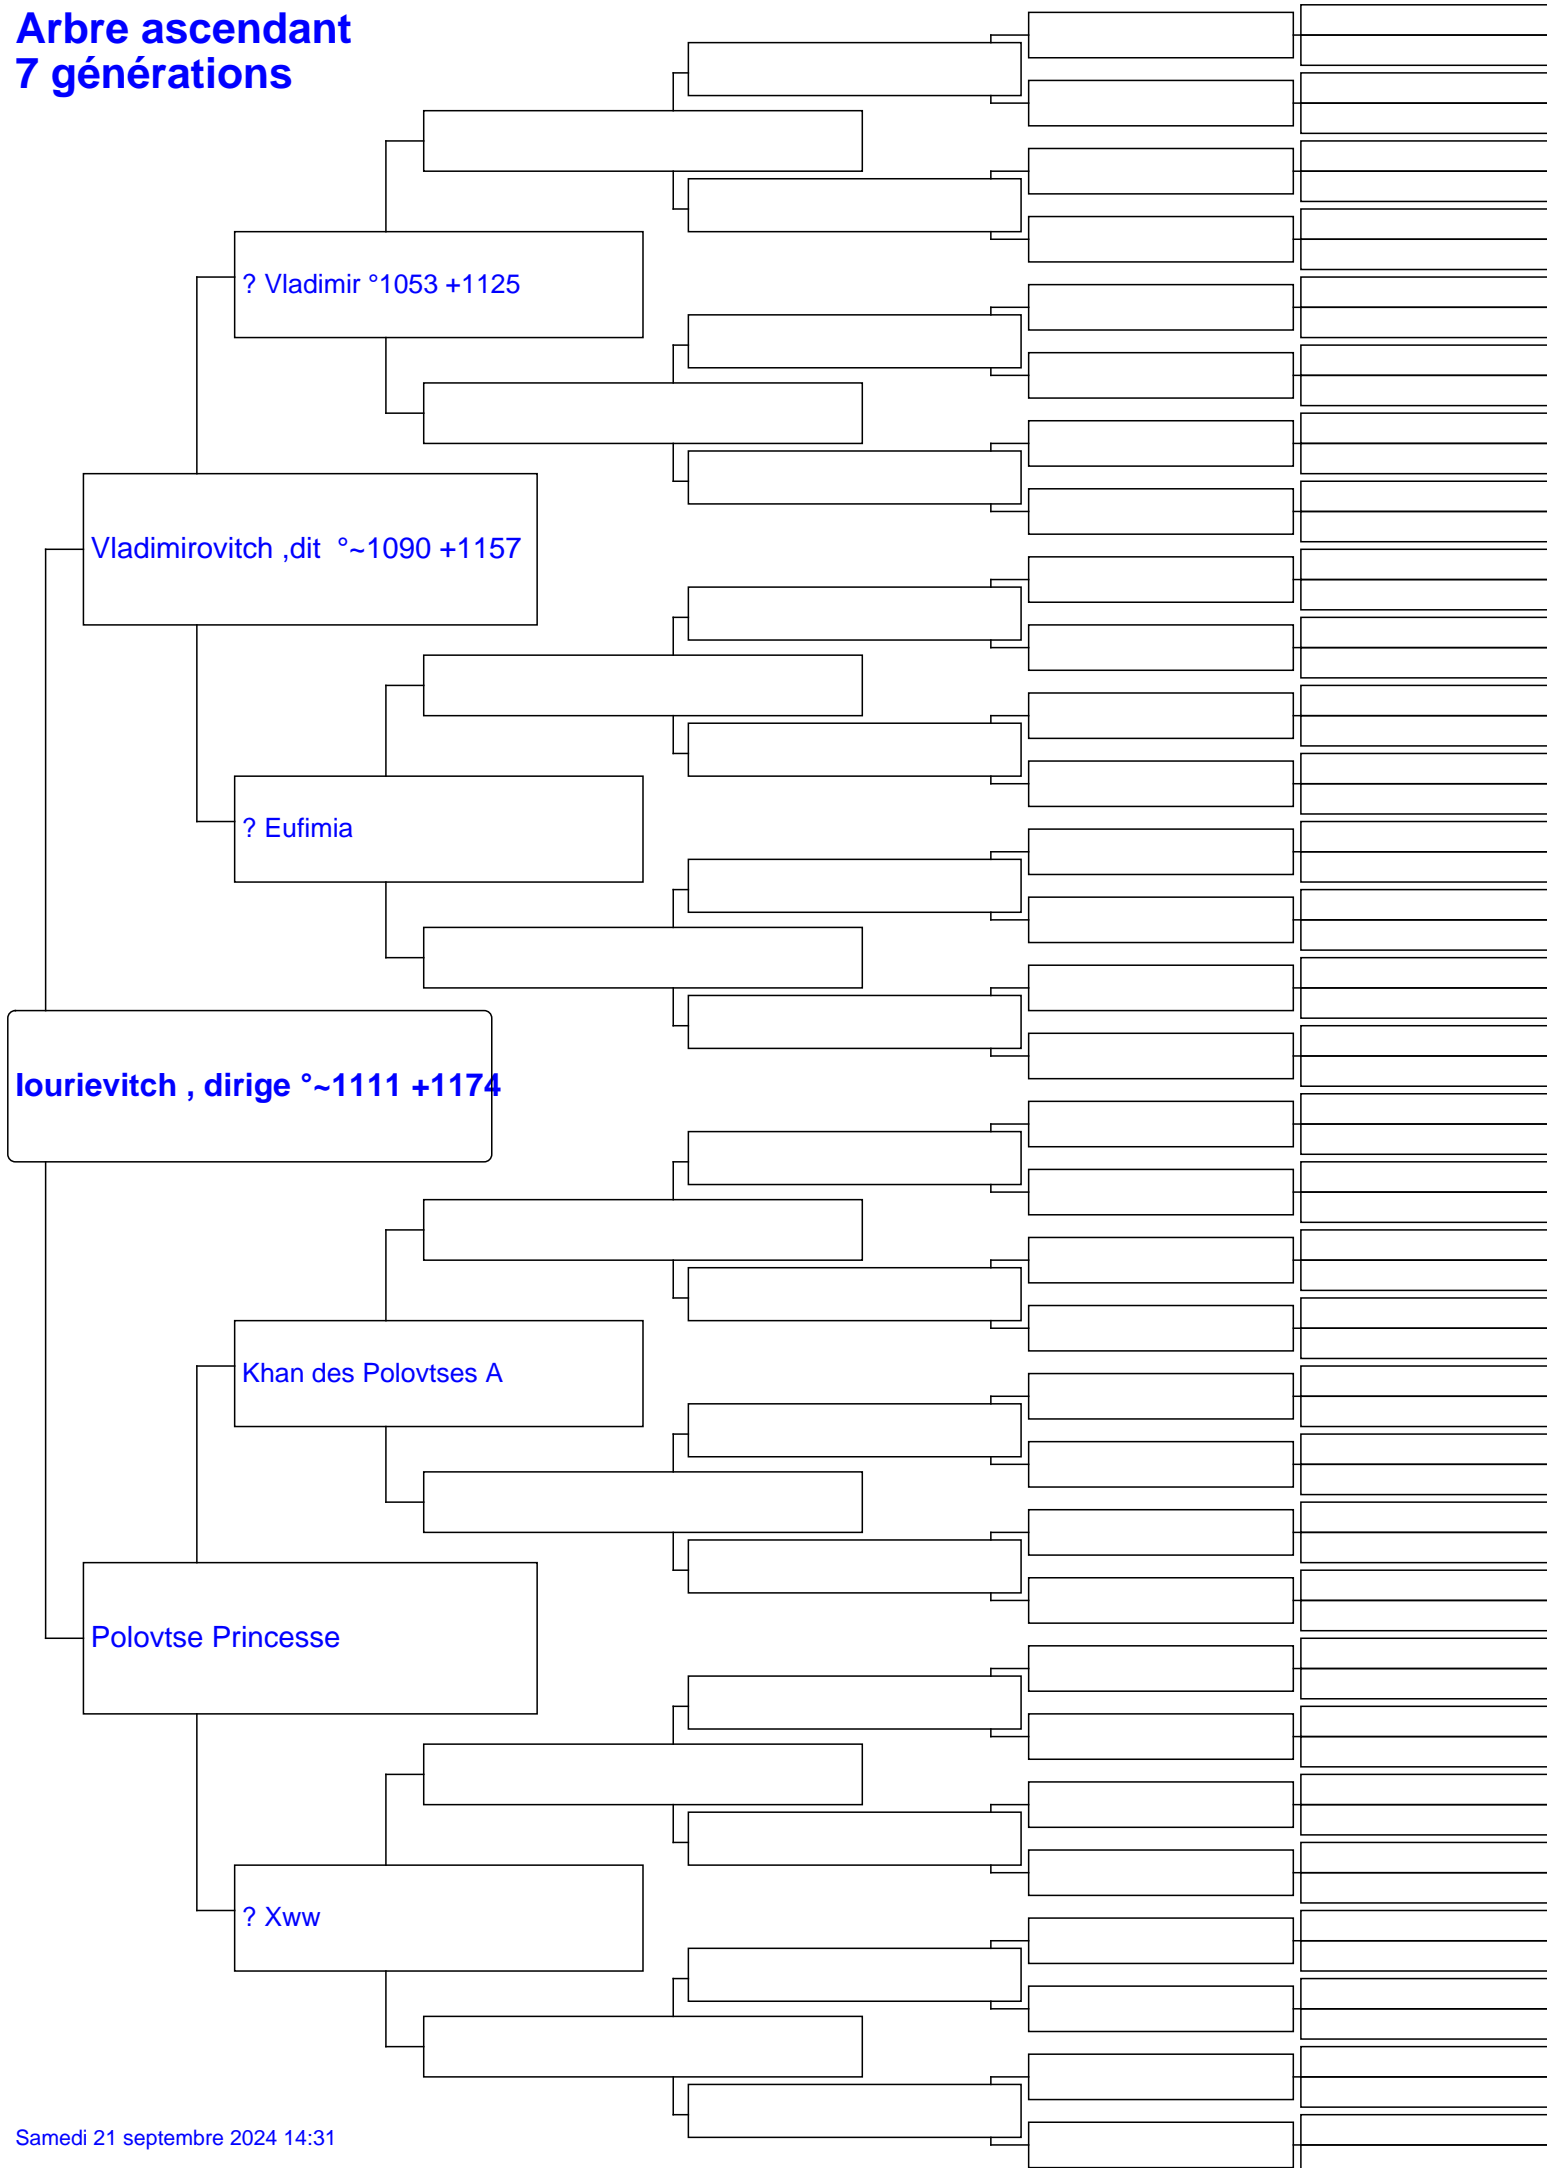 Arbre ascendant
7 générations
? Vladimir °1053 +1125
Vladimirovitch ,dit  °~1090 +1157
? Eufimia
Iourievitch , dirige °~1111 +1174
Khan des Polovtses A
Polovtse Princesse
? Xww
Samedi 21 septembre 2024 14:31